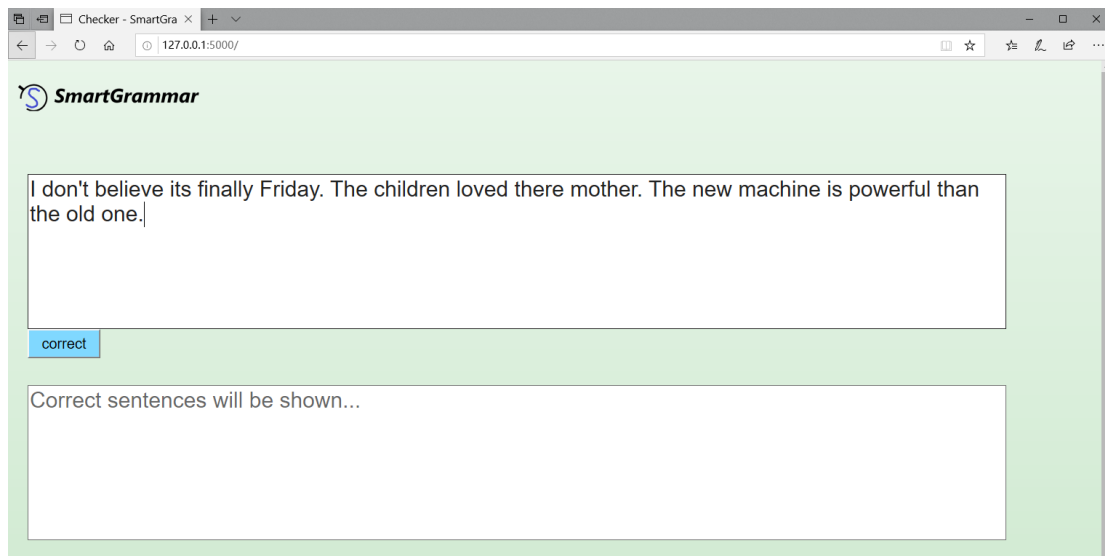 Checker - SmartGra
127.0.0.1:5000/
SmartGrammar
I don't believe its finally Friday. The children loved there mother. The new machine is powerful than
the old one.
correct
Correct sentences will be shown...